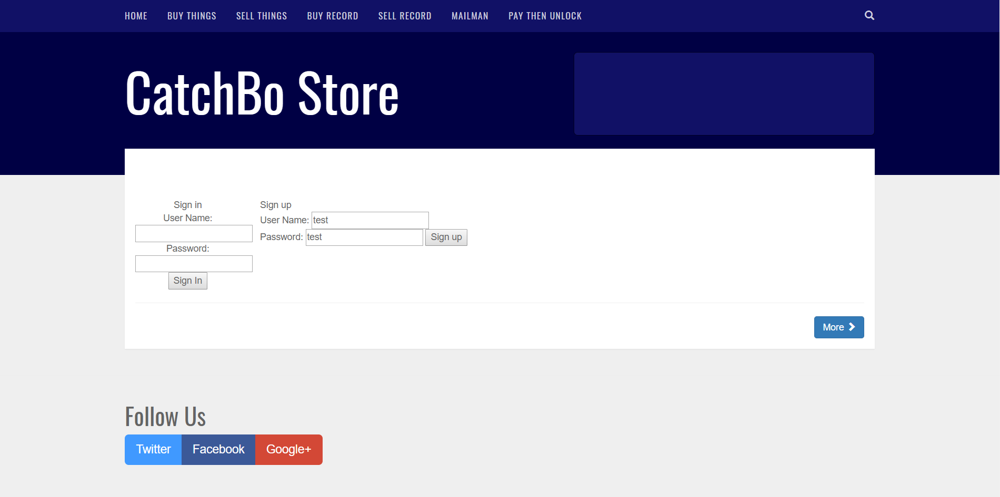 HOME BUY THINGS SELL THINGS BUY RECORD SELL RECORD MAILMAN PAY THEN UNLOCK
CatchBo Store
Sign in
User Name:
Password:
Sign In
Sign up
User Name: test
Password: test Sign up
More
Follow Us
Twitter Facebook Google+